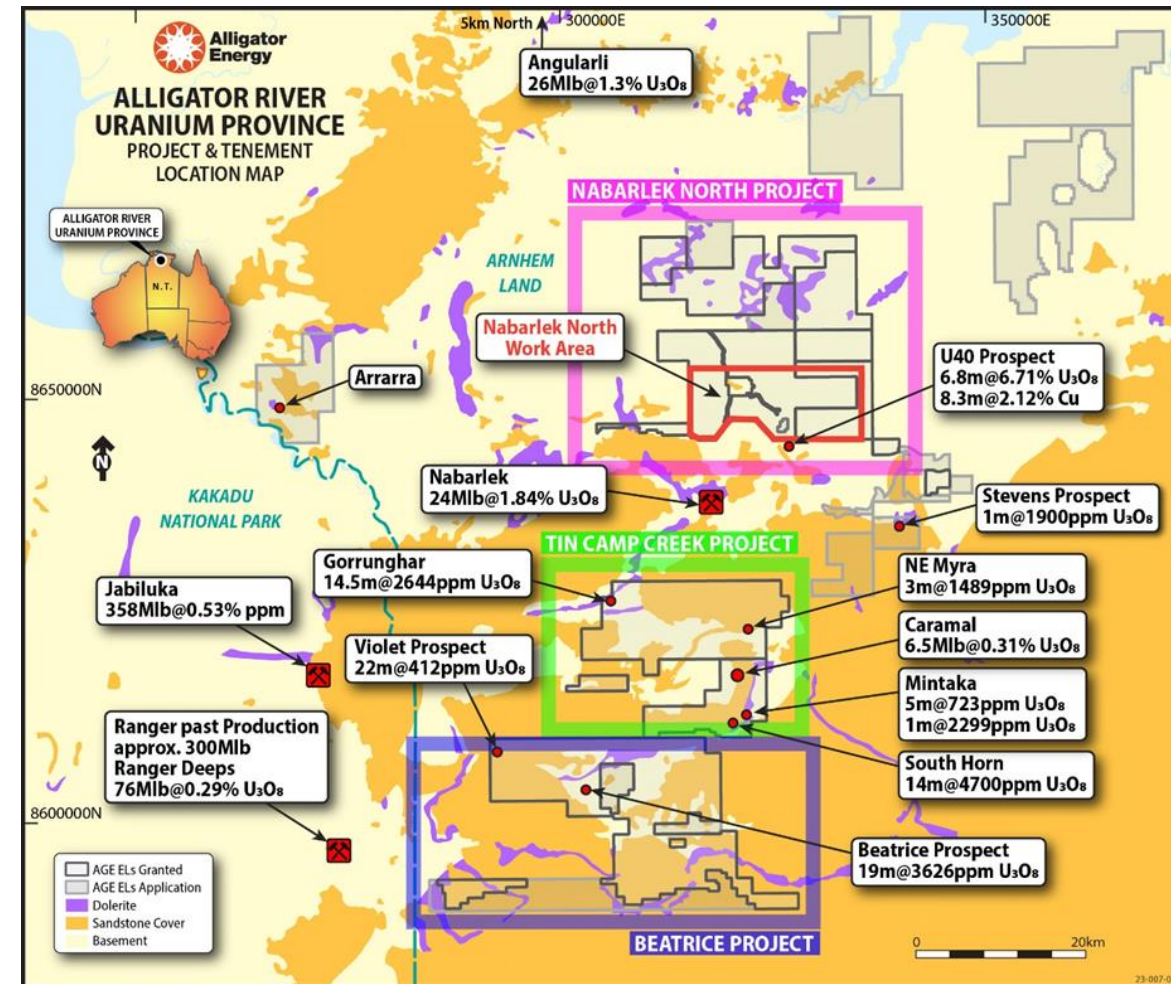 5km North
300000E
350000E
Alligator
Energy
ALLIGATOR RIVER
URANIUM PROVINCE
PROJECT & TENEMENT
LOCATION MAP
Angularli
26Mlb@1.3% U₃O₈
ALLIGATOR RIVER
URANIUM PROVINCE
N.T.
NABARLEK NORTH PROJECT
ARNHEM
LAND
Nabarlek North
Work Area
U40 Prospect
6.8m@6.71% U₃O₈
8.3m@2.12% Cu
Arrarra
8650000N
N
KAKADU
NATIONAL PARK
Nabarlek
24Mlb@1.84% U₃O₈
Stevens Prospect
1m@1900ppm U₃O₈
TIN CAMP CREEK PROJECT
Gorrunghar
14.5m@2644ppm U₃O₈
NE Myra
3m@1489ppm U₃O₈
Jabiluka
358Mlb@0.53% ppm
Caramal
6.5Mlb@0.31% U₃O₈
Violet Prospect
22m@412ppm U₃O₈
Mintaka
5m@723ppm U₃O₈
1m@2299ppm U₃O₈
Ranger past Production
approx. 300Mlb
Ranger Deeps
76Mlb@0.29% U₃O₈
South Horn
14m@4700ppm U₃O₈
8600000N
Beatrice Prospect
19m@3626ppm U₃O₈
AGE ELs Granted
AGE ELs Application
Dolerite
Sandstone Cover
Basement
BEATRICE PROJECT
0
20km